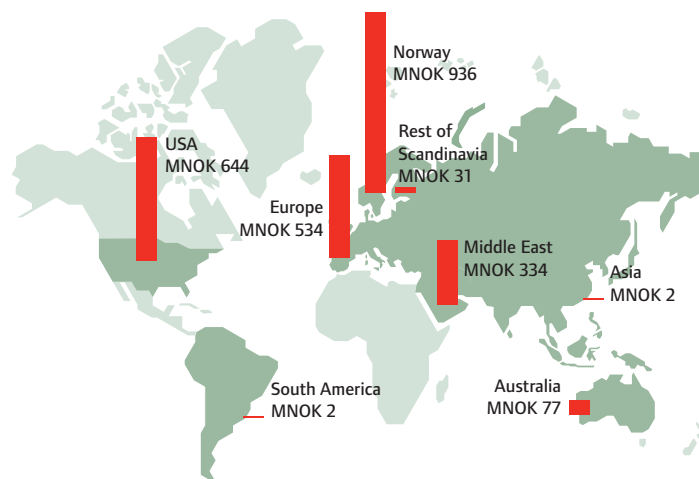 Norway
MNOK 936
USA
MNOK 644
Rest of
Scandinavia
MNOK 31
Europe
MNOK 534
Middle East
MNOK 334
Asia
MNOK 2
South America
MNOK 2
Australia
MNOK 77